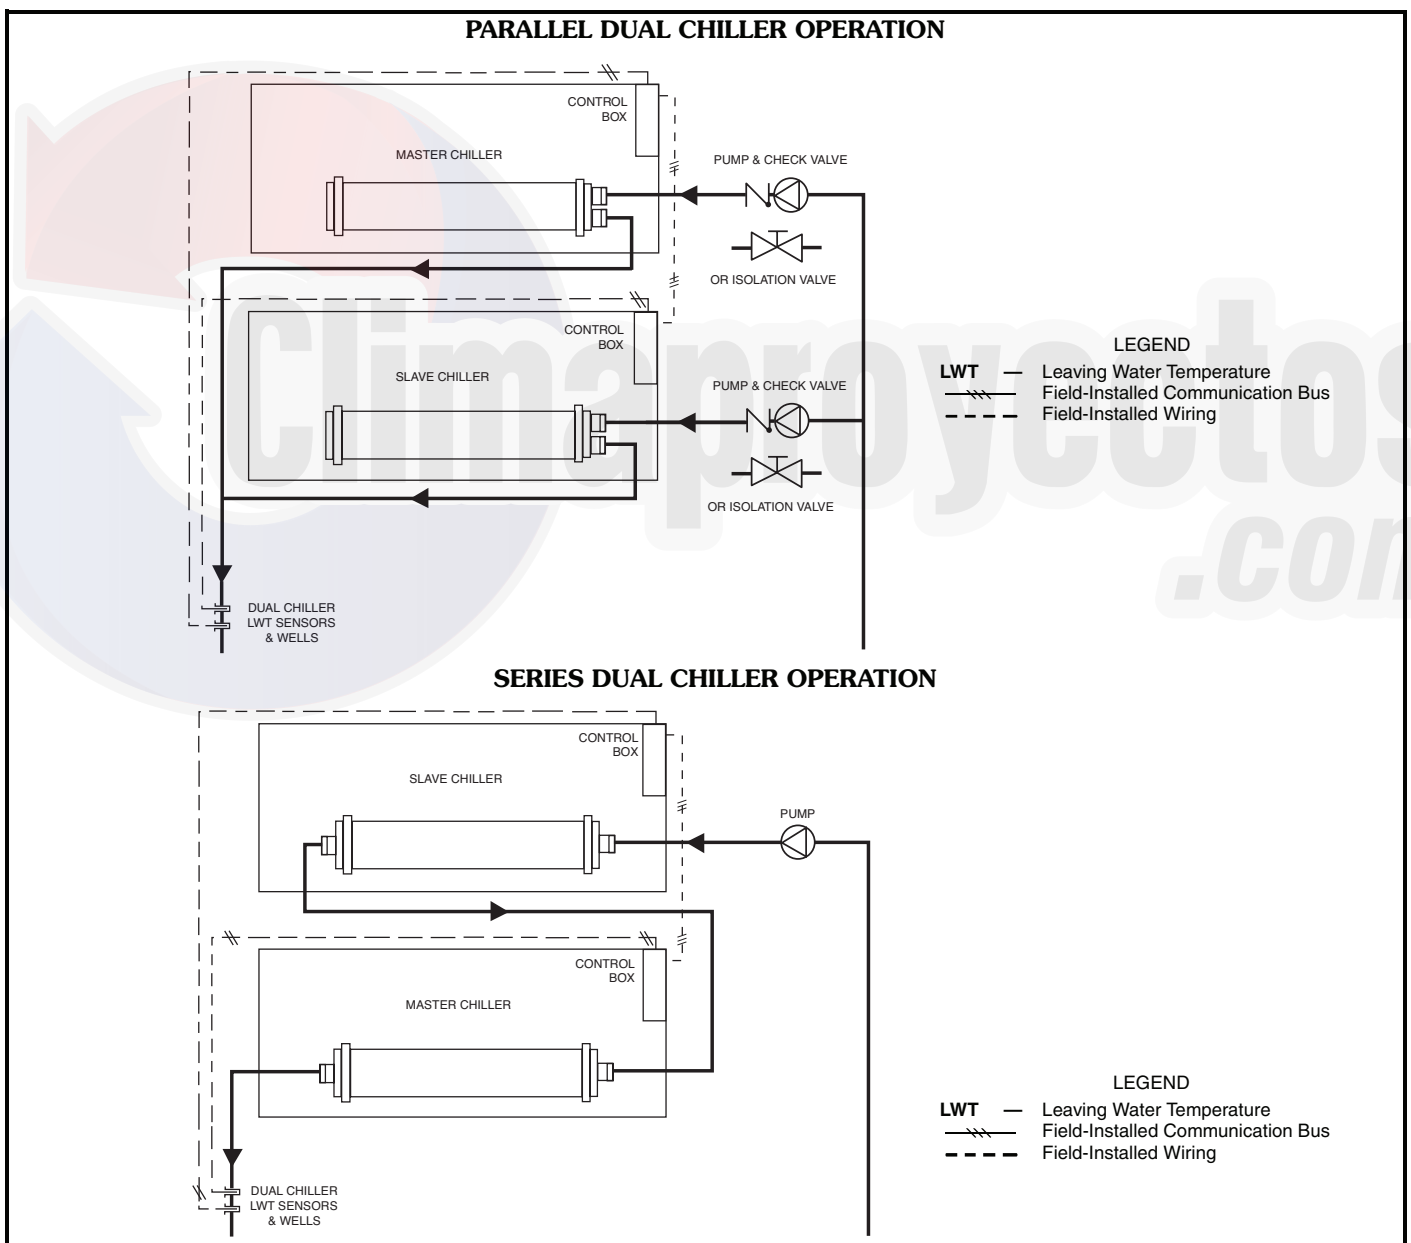 PARALLEL DUAL CHILLER OPERATION
CONTROL
BOX
MASTER CHILLER
PUMP & CHECK VALVE
OR ISOLATION VALVE
CONTROL
BOX
SLAVE CHILLER
PUMP & CHECK VALVE
OR ISOLATION VALVE
LEGEND
LWT — Leaving Water Temperature
Field-Installed Communication Bus
Field-Installed Wiring
DUAL CHILLER
LWT SENSORS
& WELLS
Climaproyectos
.com
SERIES DUAL CHILLER OPERATION
CONTROL
BOX
SLAVE CHILLER
PUMP
CONTROL
BOX
MASTER CHILLER
LEGEND
LWT — Leaving Water Temperature
Field-Installed Communication Bus
Field-Installed Wiring
DUAL CHILLER
LWT SENSORS
& WELLS